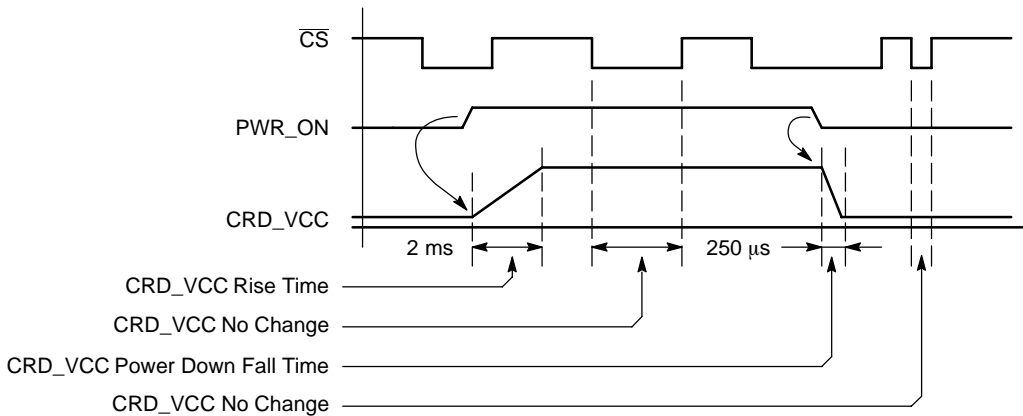 CS
PWR_ON
CRD_VCC
2 ms
250 μs
CRD_VCC Rise Time
CRD_VCC No Change
CRD_VCC Power Down Fall Time
CRD_VCC No Change